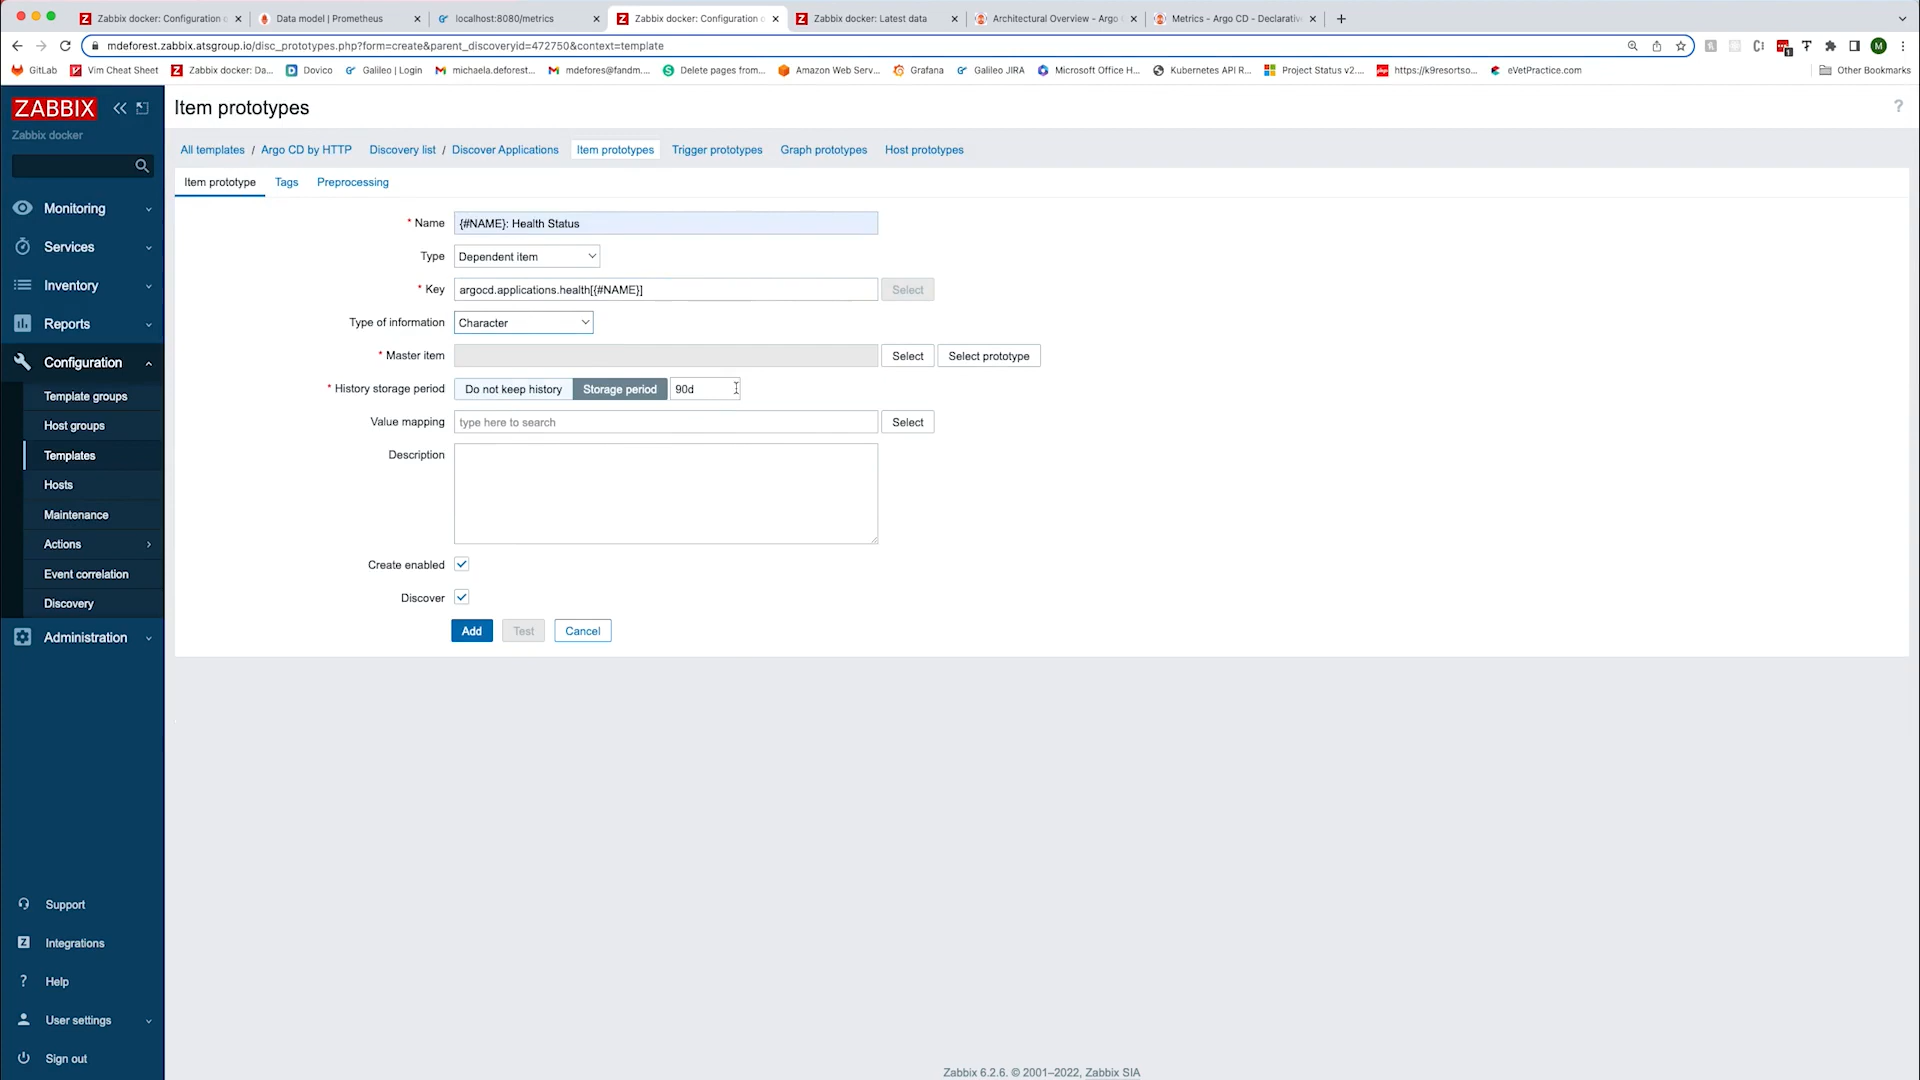 Zabbix docker: Configuration o
Data model | Prometheus
localhost:8080/metrics
Zabbix docker: Configuration o
Zabbix docker: Latest data
Architectural Overview - Argo
Metrics - Argo CD - Declarative
mdeforest.zabbix.atsgroup.io/disc_prototypes.php?form=create&parent_discoveryid=472750&context=template
GitLab
Vim Cheat Sheet
Zabbix docker: Da...
Dovico
Galileo | Login
michaela.deforest...
mdefores@fandm....
Delete pages from...
Amazon Web Serv...
Grafana
Galileo JIRA
Microsoft Office H...
Kubernetes API R...
Project Status v2....
https://k9resortso...
eVetPractice.com
Other Bookmarks
ZABBIX
Zabbix docker
Monitoring
Services
Inventory
Reports
Configuration
Template groups
Host groups
Templates
Hosts
Maintenance
Actions
Event correlation
Discovery
Administration
Support
Integrations
Help
User settings
Sign out
Item prototypes
?
All templates / Argo CD by HTTP Discovery list / Discover Applications Item prototypes Trigger prototypes Graph prototypes Host prototypes
Item prototype Tags Preprocessing
* Name {#NAME}: Health Status
Type Dependent item
* Key argocd.applications.health[{#NAME}] Select
Type of information Character
* Master item Select Select prototype
* History storage period Do not keep history Storage period 90d
Value mapping type here to search Select
Description
Create enabled
Discover
Add Test Cancel
Zabbix 6.2.6. © 2001–2022, Zabbix SIA